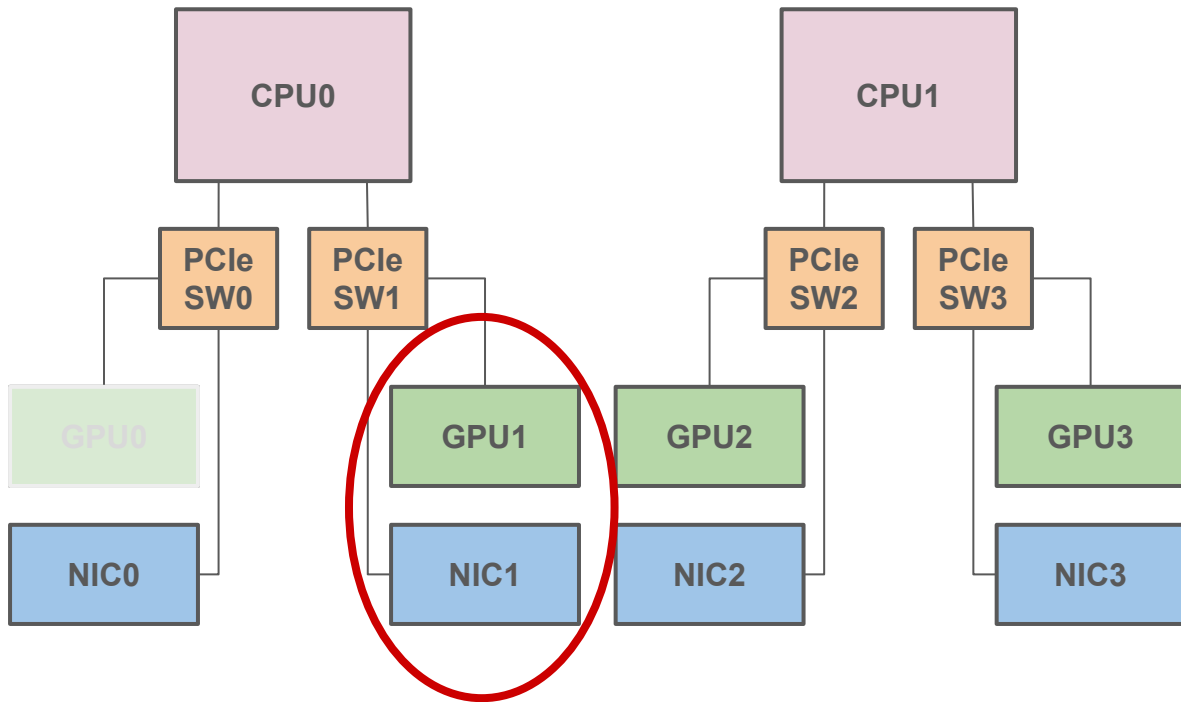 CPU0
CPU1
PCIe
SW0
PCIe
SW1
PCIe
SW2
PCIe
SW3
GPU0
GPU1
GPU2
GPU3
NIC0
NIC1
NIC2
NIC3